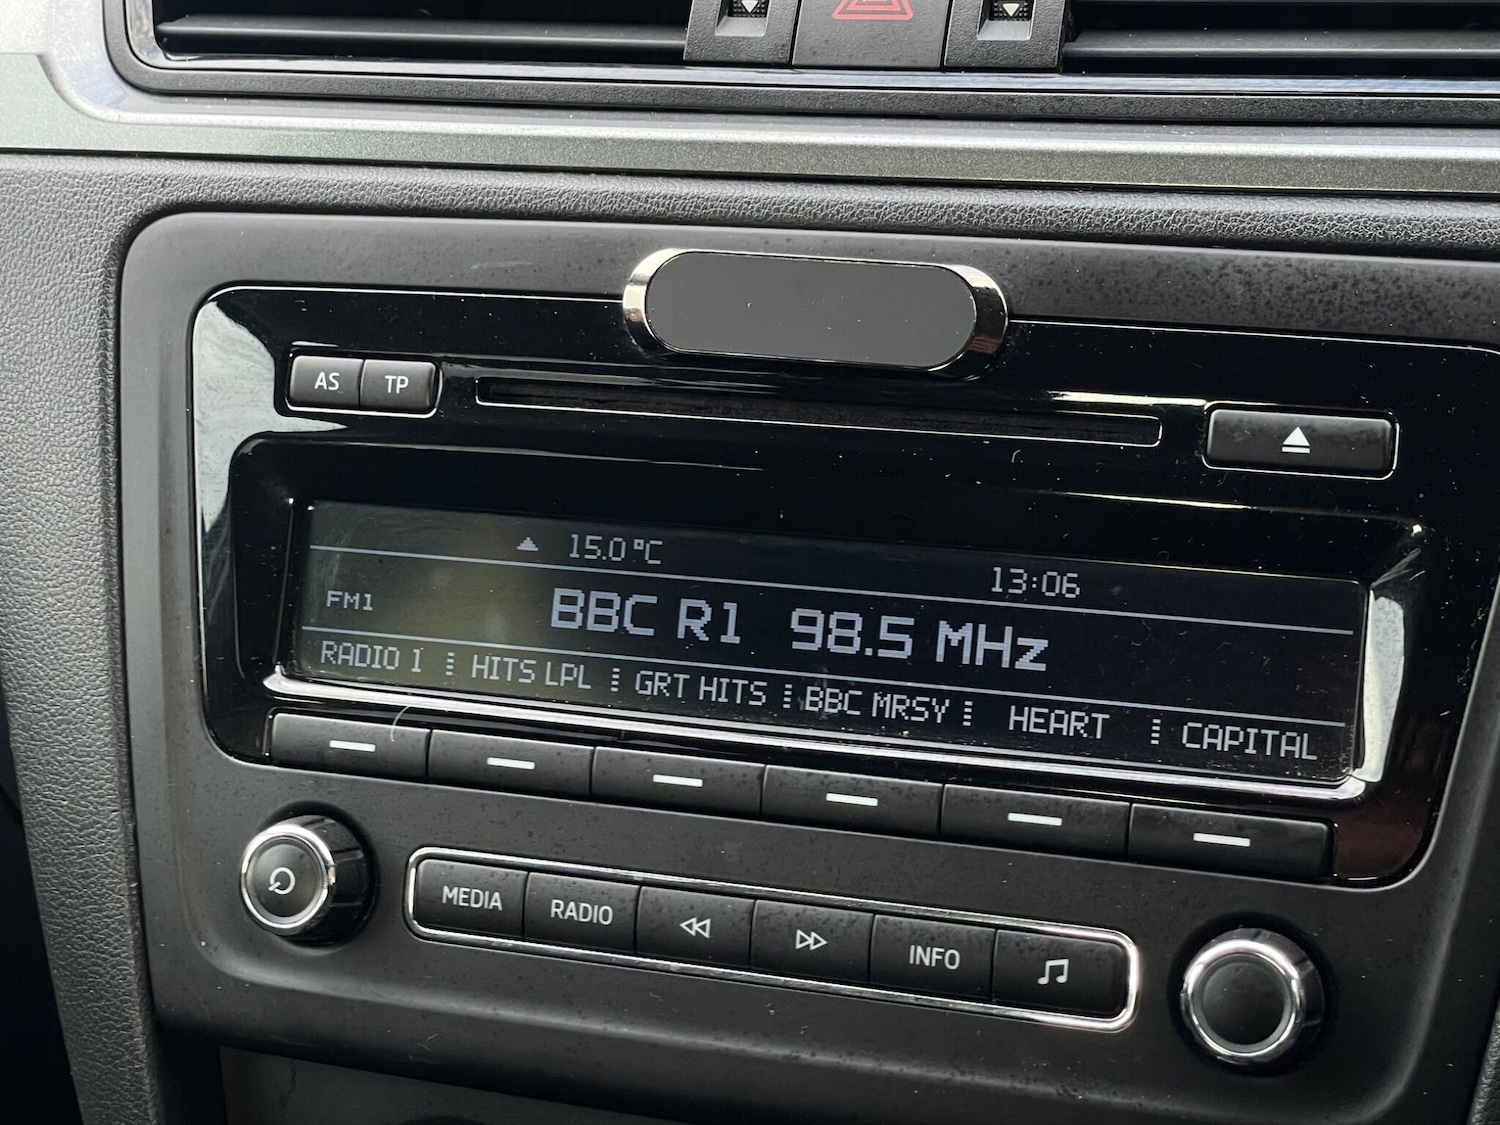 AS TP
15.0 °C 13:06
FM1 BBC R1 98.5 MHz
RADIO 1 HITS LPL GRT HITS BBC MRSY HEART CAPITAL
MEDIA RADIO INFO